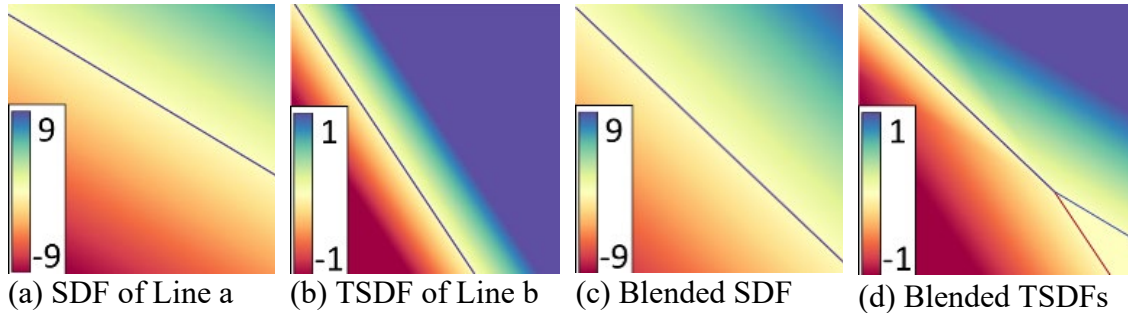 9
-9
1
-1
9
-9
1
-1
(a) SDF of Line a
(b) TSDF of Line b
(c) Blended SDF
(d) Blended TSDFs